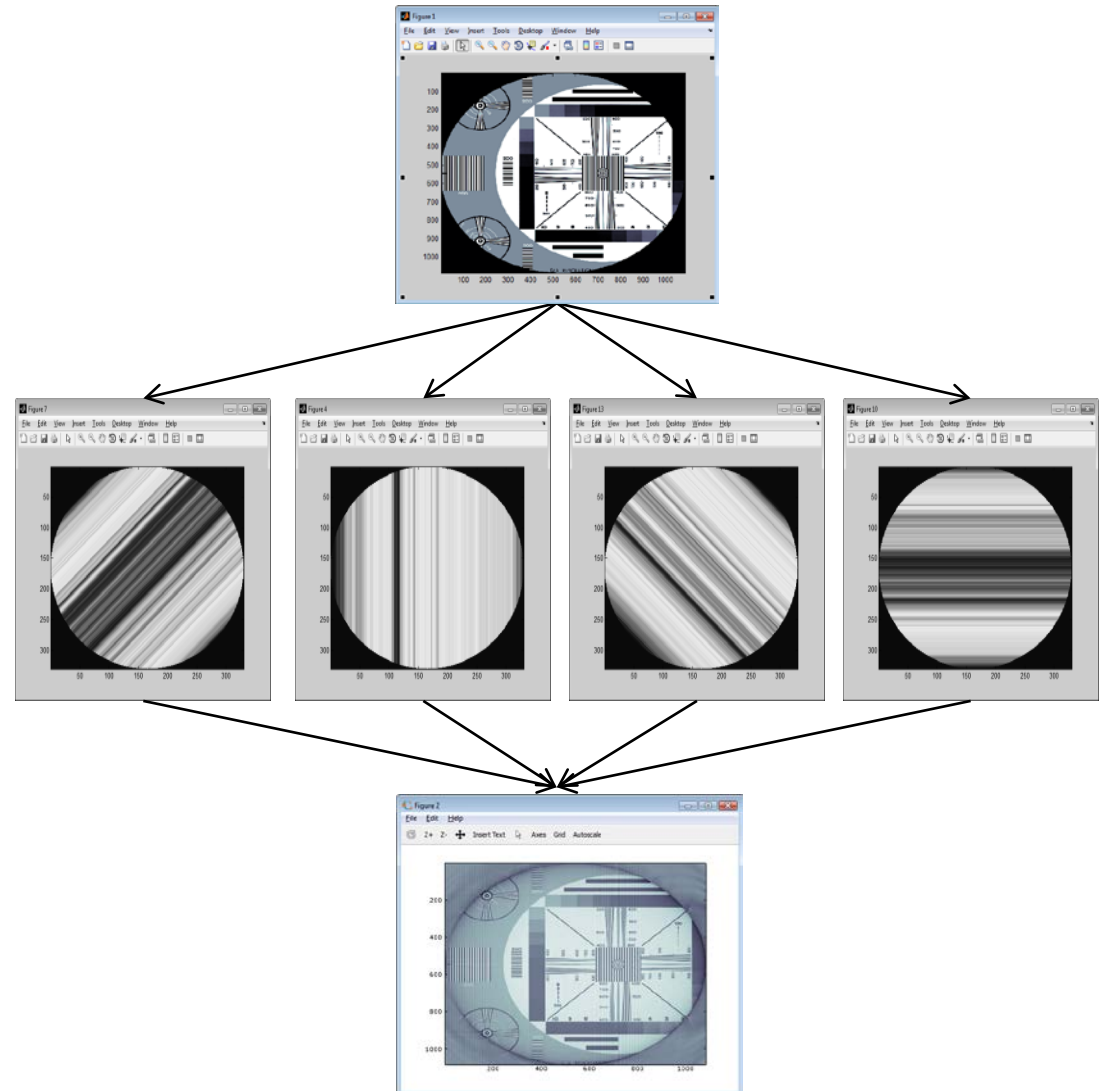 Figure 1
File Edit View Insert Tools Desktop Window Help
100
200
300
400
500
600
700
800
900
1000
100 200 300 400 500 600 700 800 900 1000
Figure 7
File Edit View Insert Tools Desktop Window Help
50
100
150
200
250
300
50 100 150 200 250 300
Figure 4
File Edit View Insert Tools Desktop Window Help
50
100
150
200
250
300
50 100 150 200 250 300
Figure 13
File Edit View Insert Tools Desktop Window Help
50
100
150
200
250
300
50 100 150 200 250 300
Figure 10
File Edit View Insert Tools Desktop Window Help
50
100
150
200
250
300
50 100 150 200 250 300
Figure 2
File Edit Help
Z+ Z- Insert Text Axes Grid Autoscale
200
400
600
800
1000
200 400 600 800 1000